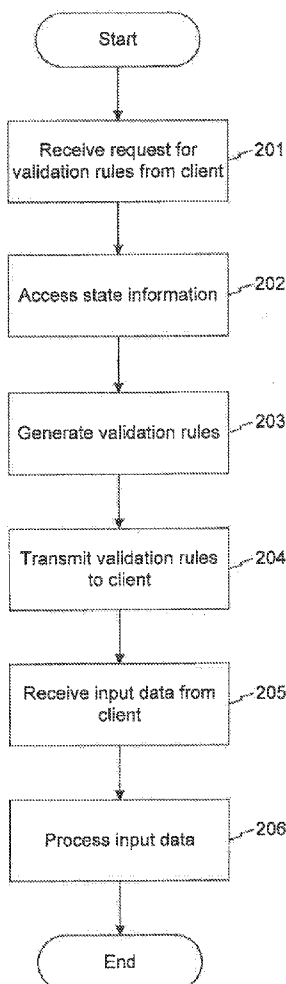 Start
Receive request for
validation rules from client
201
Access state information
202
Generate validation rules
203
Transmit validation rules
to client
204
Receive input data from
client
205
Process input data
206
End